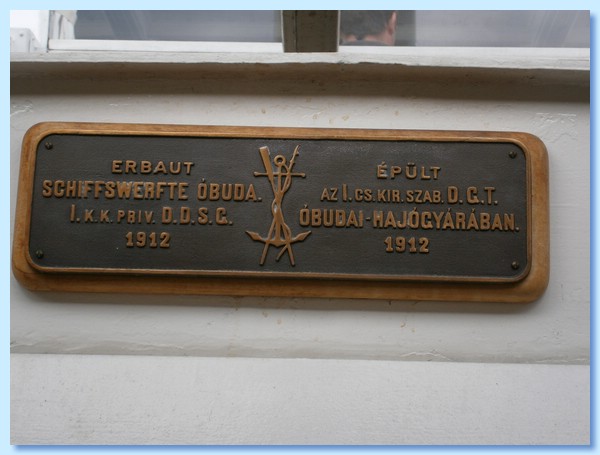 ERBAUT
SCHIFFSWERFTE ÓBUDA.
I. K.K. PRIV. D.D.S.G.
1912
ÉPÜLT
AZ I. CS. KIR. SZAB. D.G.T.
ÓBUDAI-HAJÓGYÁRÁBAN.
1912